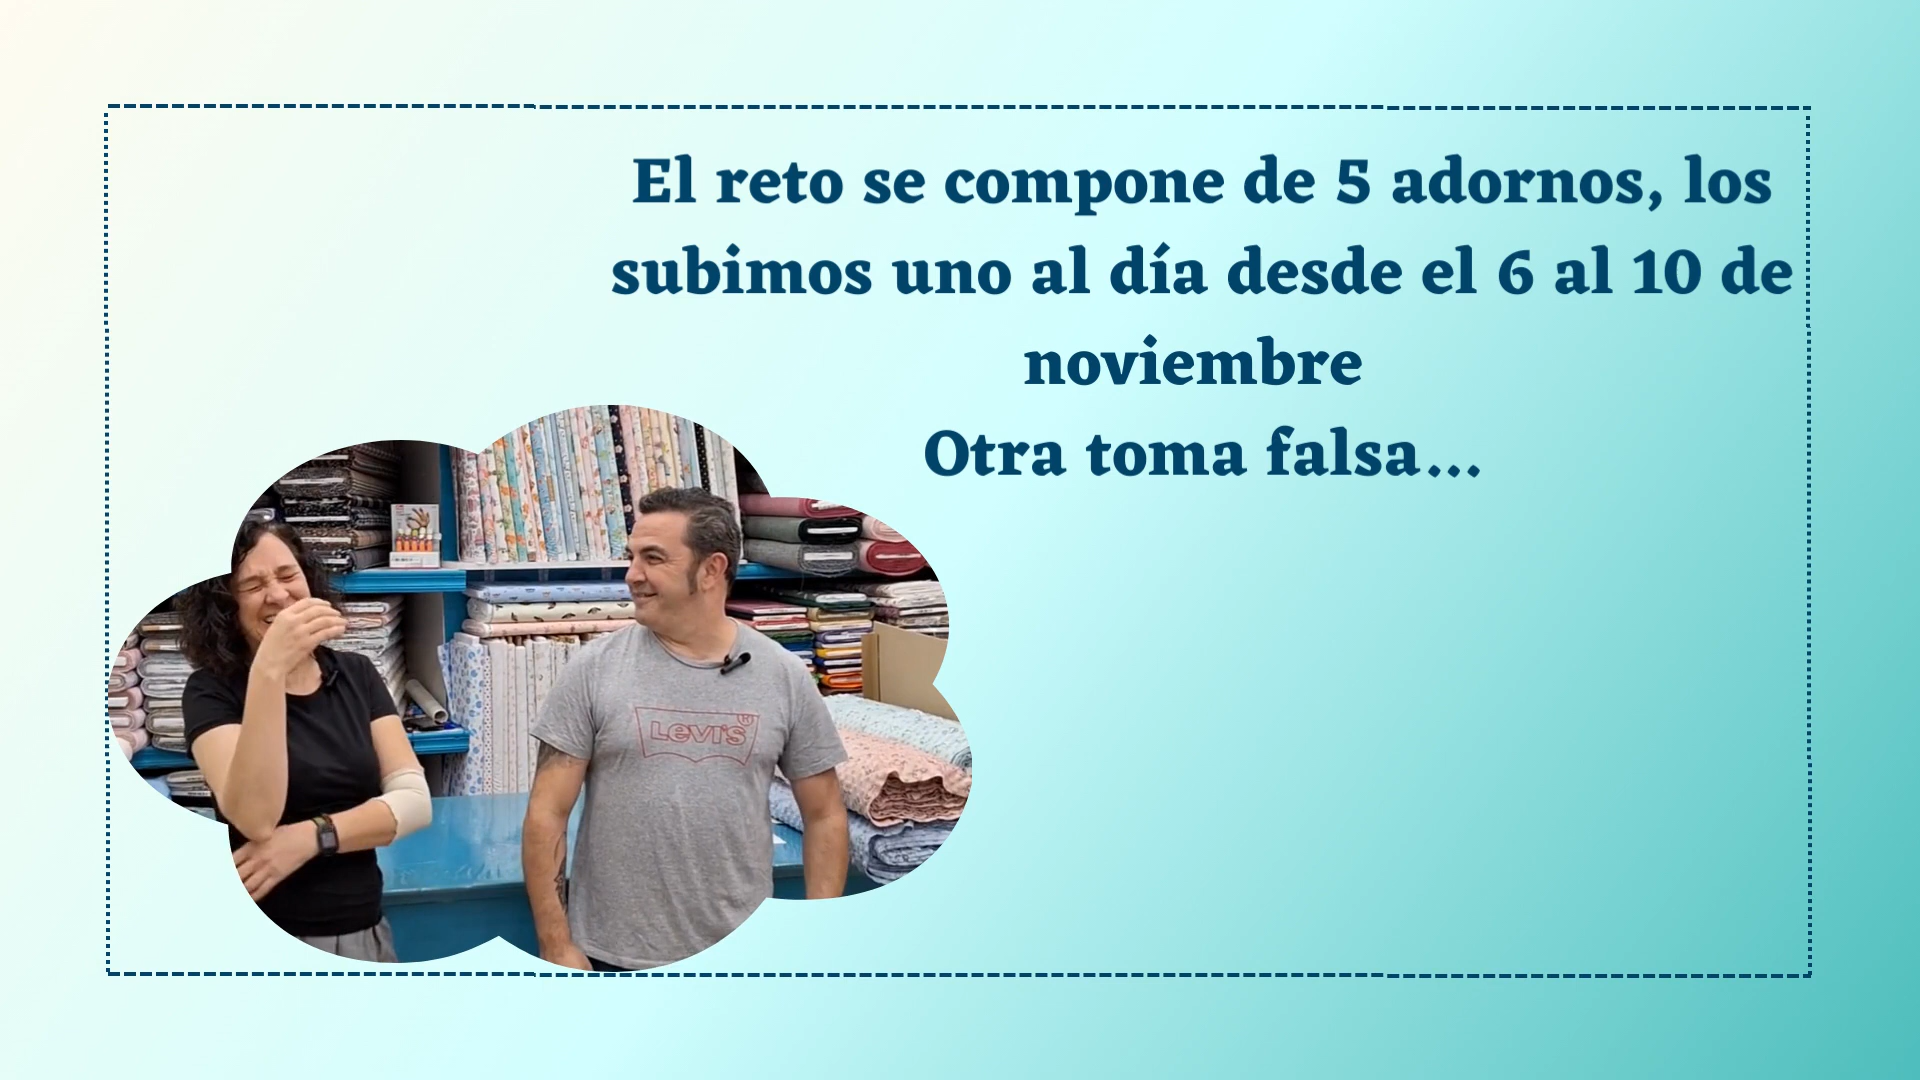 El reto se compone de 5 adornos, los
subimos uno al día desde el 6 al 10 de
noviembre
Otra toma falsa...
LEVI'S